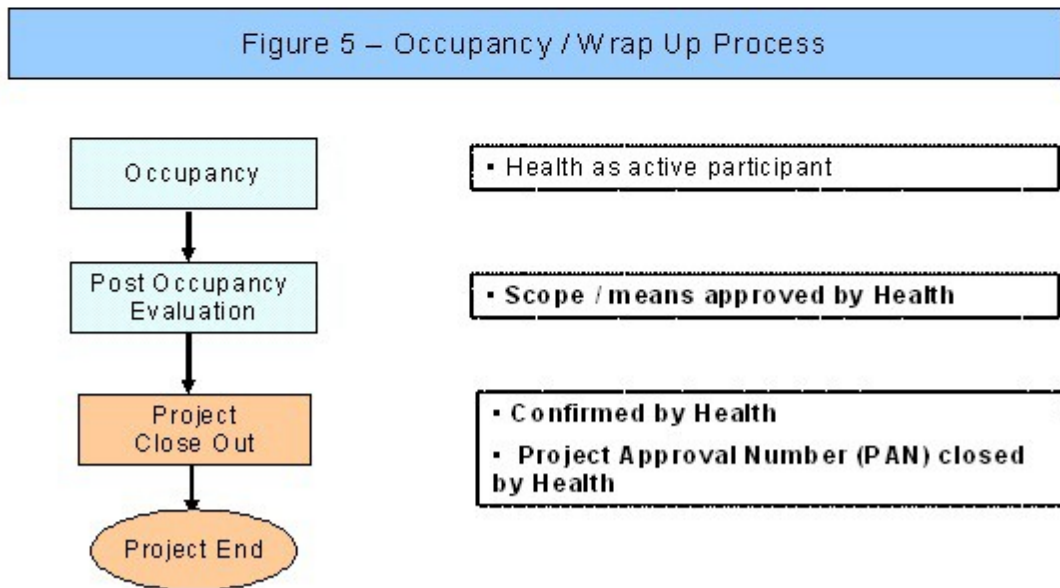 Figure 5 – Occupancy / Wrap Up Process
Occupancy
▪ Health as active participant
Post Occupancy
Evaluation
▪ Scope / means approved by Health
Project
Close Out
▪ Confirmed by Health
▪ Project Approval Number (PAN) closed
by Health
Project End